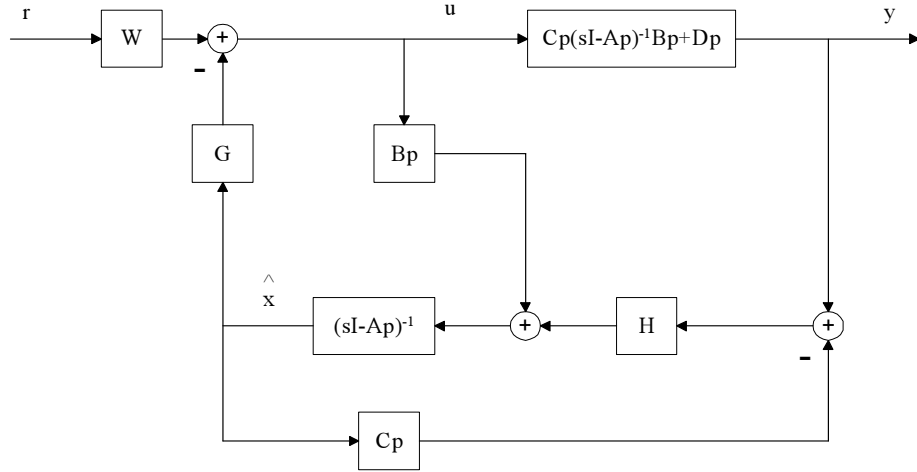 r
u
y
W
+
Cp(sI-Ap)⁻¹Bp+Dp
-
G
Bp
^
x
(sI-Ap)⁻¹
+
H
+
-
Cp